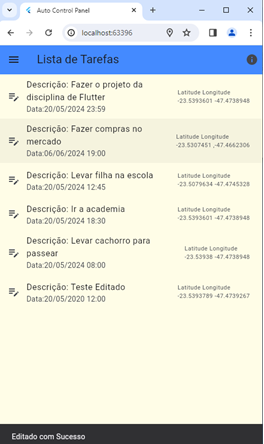 Auto Control Panel
localhost:63396
Lista de Tarefas
Descrição: Fazer o projeto da
disciplina de Flutter
Data:20/05/2024 23:59
Latitude Longitude
-23.5393601 -47.4738948
Descrição: Fazer compras no
mercado
Data:06/06/2024 19:00
Latitude Longitude
-23.5307451 ,-47.4662306
Descrição: Levar filha na escola
Data:20/05/2024 12:45
Latitude Longitude
-23.5079634 -47.4745328
Descrição: Ir a academia
Data:20/05/2024 18:30
Latitude Longitude
-23.5393601 -47.4738948
Descrição: Levar cachorro para
passear
Data:20/05/2024 08:00
Latitude Longitude
-23.53938 -47.4738948
Descrição: Teste Editado
Data:20/05/2020 12:00
Latitude Longitude
-23.5393789 -47.4739267
Editado com Sucesso